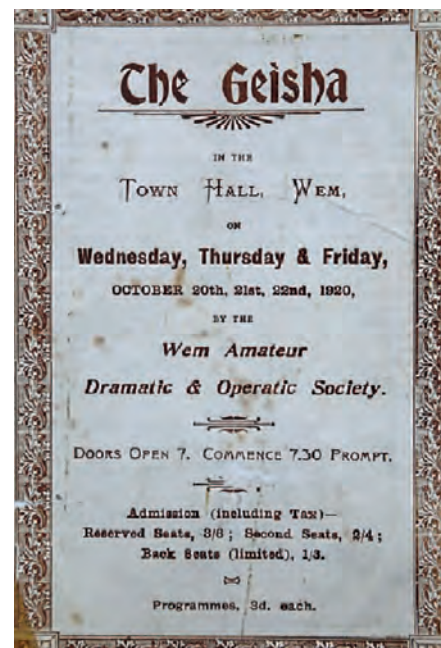 The Geisha
IN THE
TOWN HALL, WEM,
ON
Wednesday, Thursday & Friday,
OCTOBER 20th, 21st, 22nd, 1920,
BY THE
Wem Amateur
Dramatic & Operatic Society.
DOORS OPEN 7. COMMENCE 7.30 PROMPT.
Admission (including TAX)—
Reserved Seats, 3/6 ; Second Seats, 2/4 ;
Back Seats (limited), 1/3.
Programmes, 3d. each.